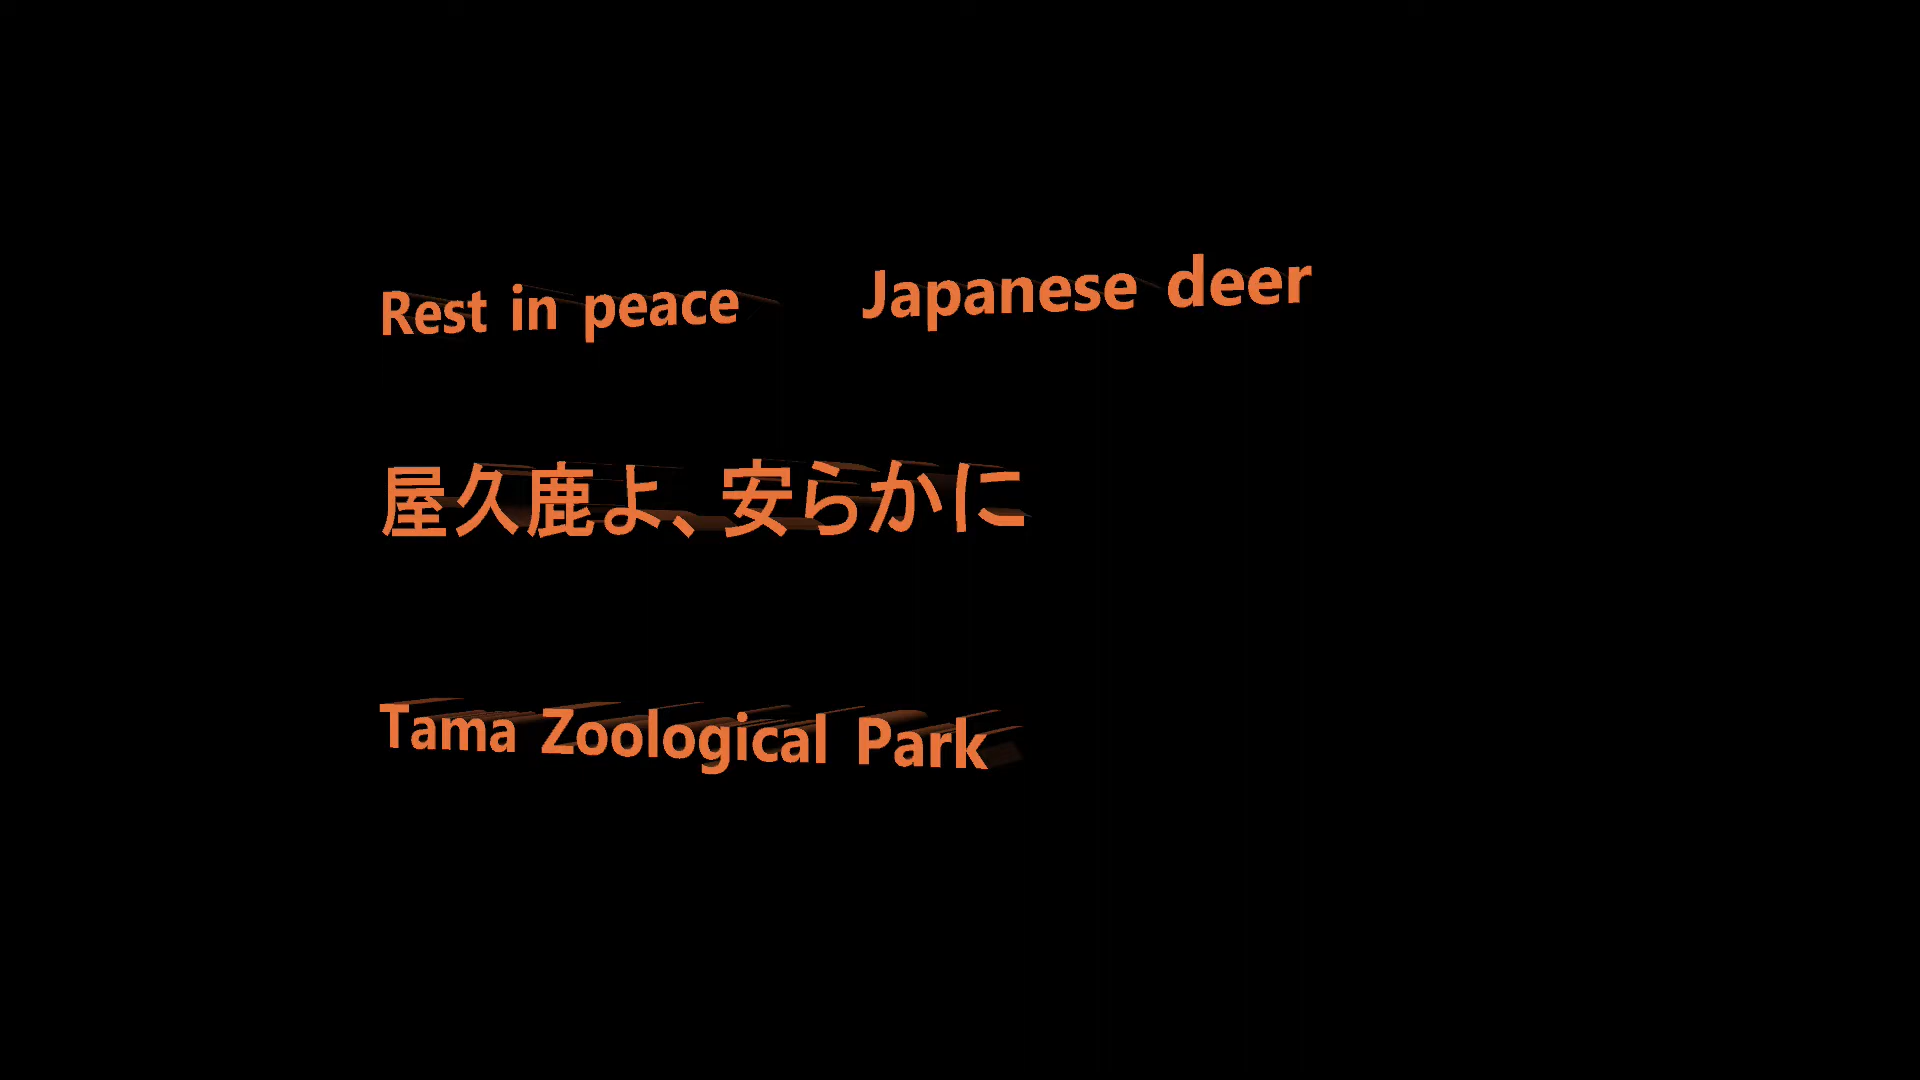 Rest in peace Japanese deer
屋久鹿よ、安らかに
Tama Zoological Park